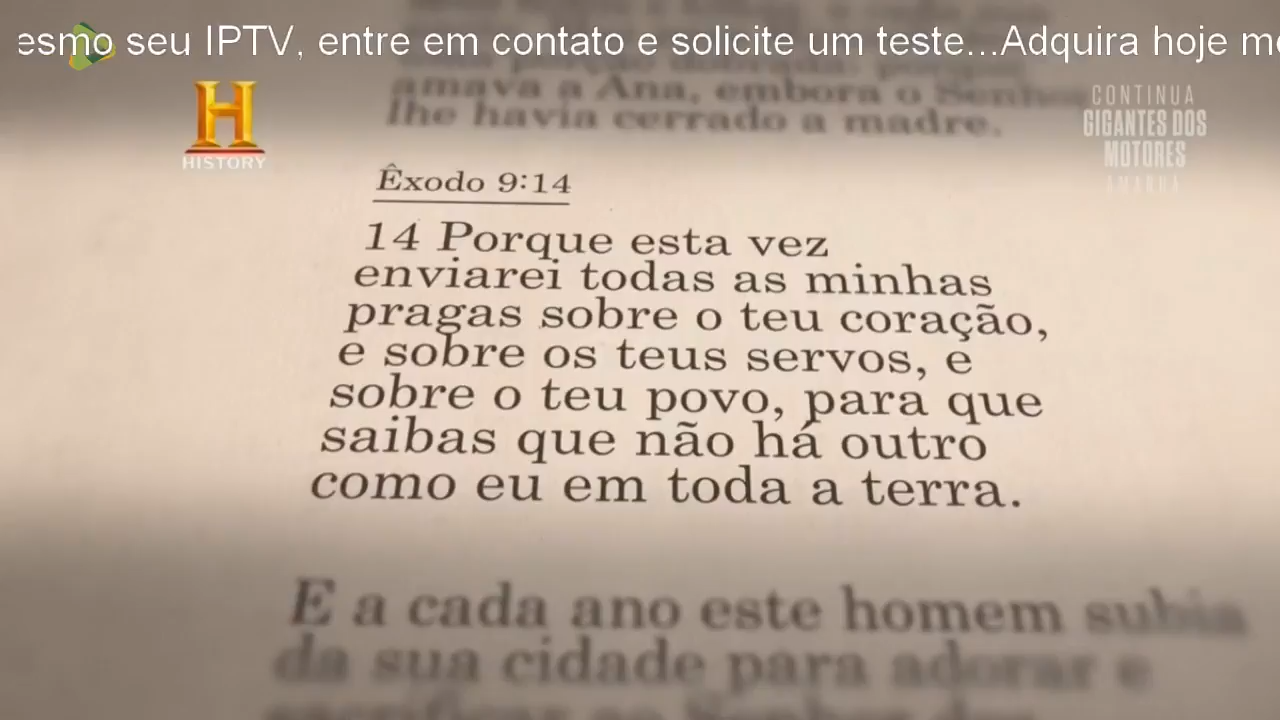 esmo seu IPTV, entre em contato e solicite um teste...Adquira hoje me
HISTORY
CONTINUA
GIGANTES DOS
MOTORES
AMANHÃ
amava a Ana, embora o Senhor
lhe havia cerrado a madre.
Êxodo 9:14
14 Porque esta vez
enviarei todas as minhas
pragas sobre o teu coração,
e sobre os teus servos, e
sobre o teu povo, para que
saibas que não há outro
como eu em toda a terra.
E a cada ano este homem subia
da sua cidade para adorar e